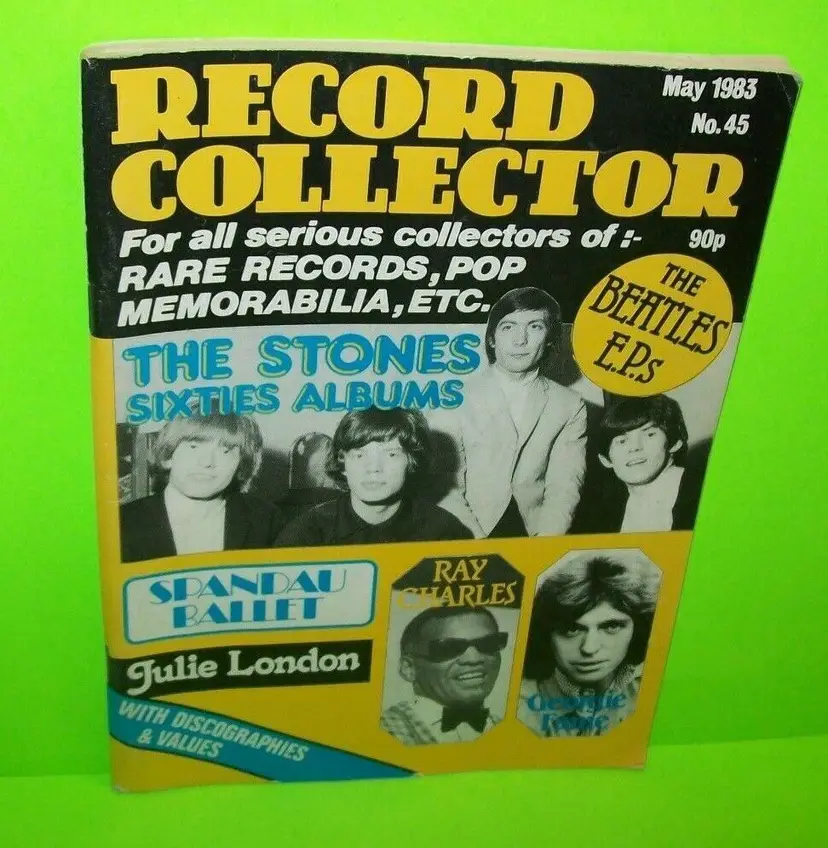 RECORD
COLLECTOR
May 1983
No. 45
90p
For all serious collectors of :-
RARE RECORDS, POP
MEMORABILIA, ETC.
THE
BEATLES
E.P.s
THE STONES
SIXTIES ALBUMS
SPANDAU
BALLET
Julie London
RAY
CHARLES
Georgie
Fame
WITH DISCOGRAPHIES
& VALUES